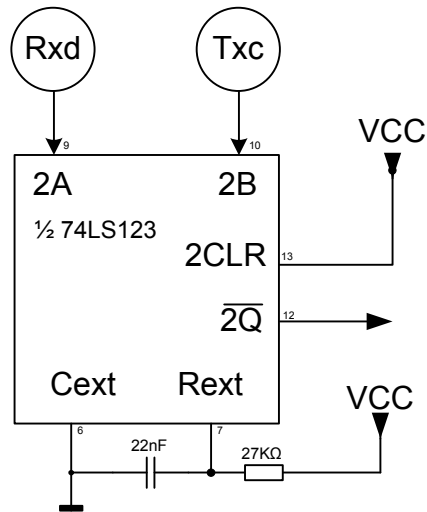 Rxd
Txc
9
10
VCC
2A
2B
½ 74LS123
2CLR
13
2Q
12
Cext
Rext
VCC
6
7
22nF
27KΩ